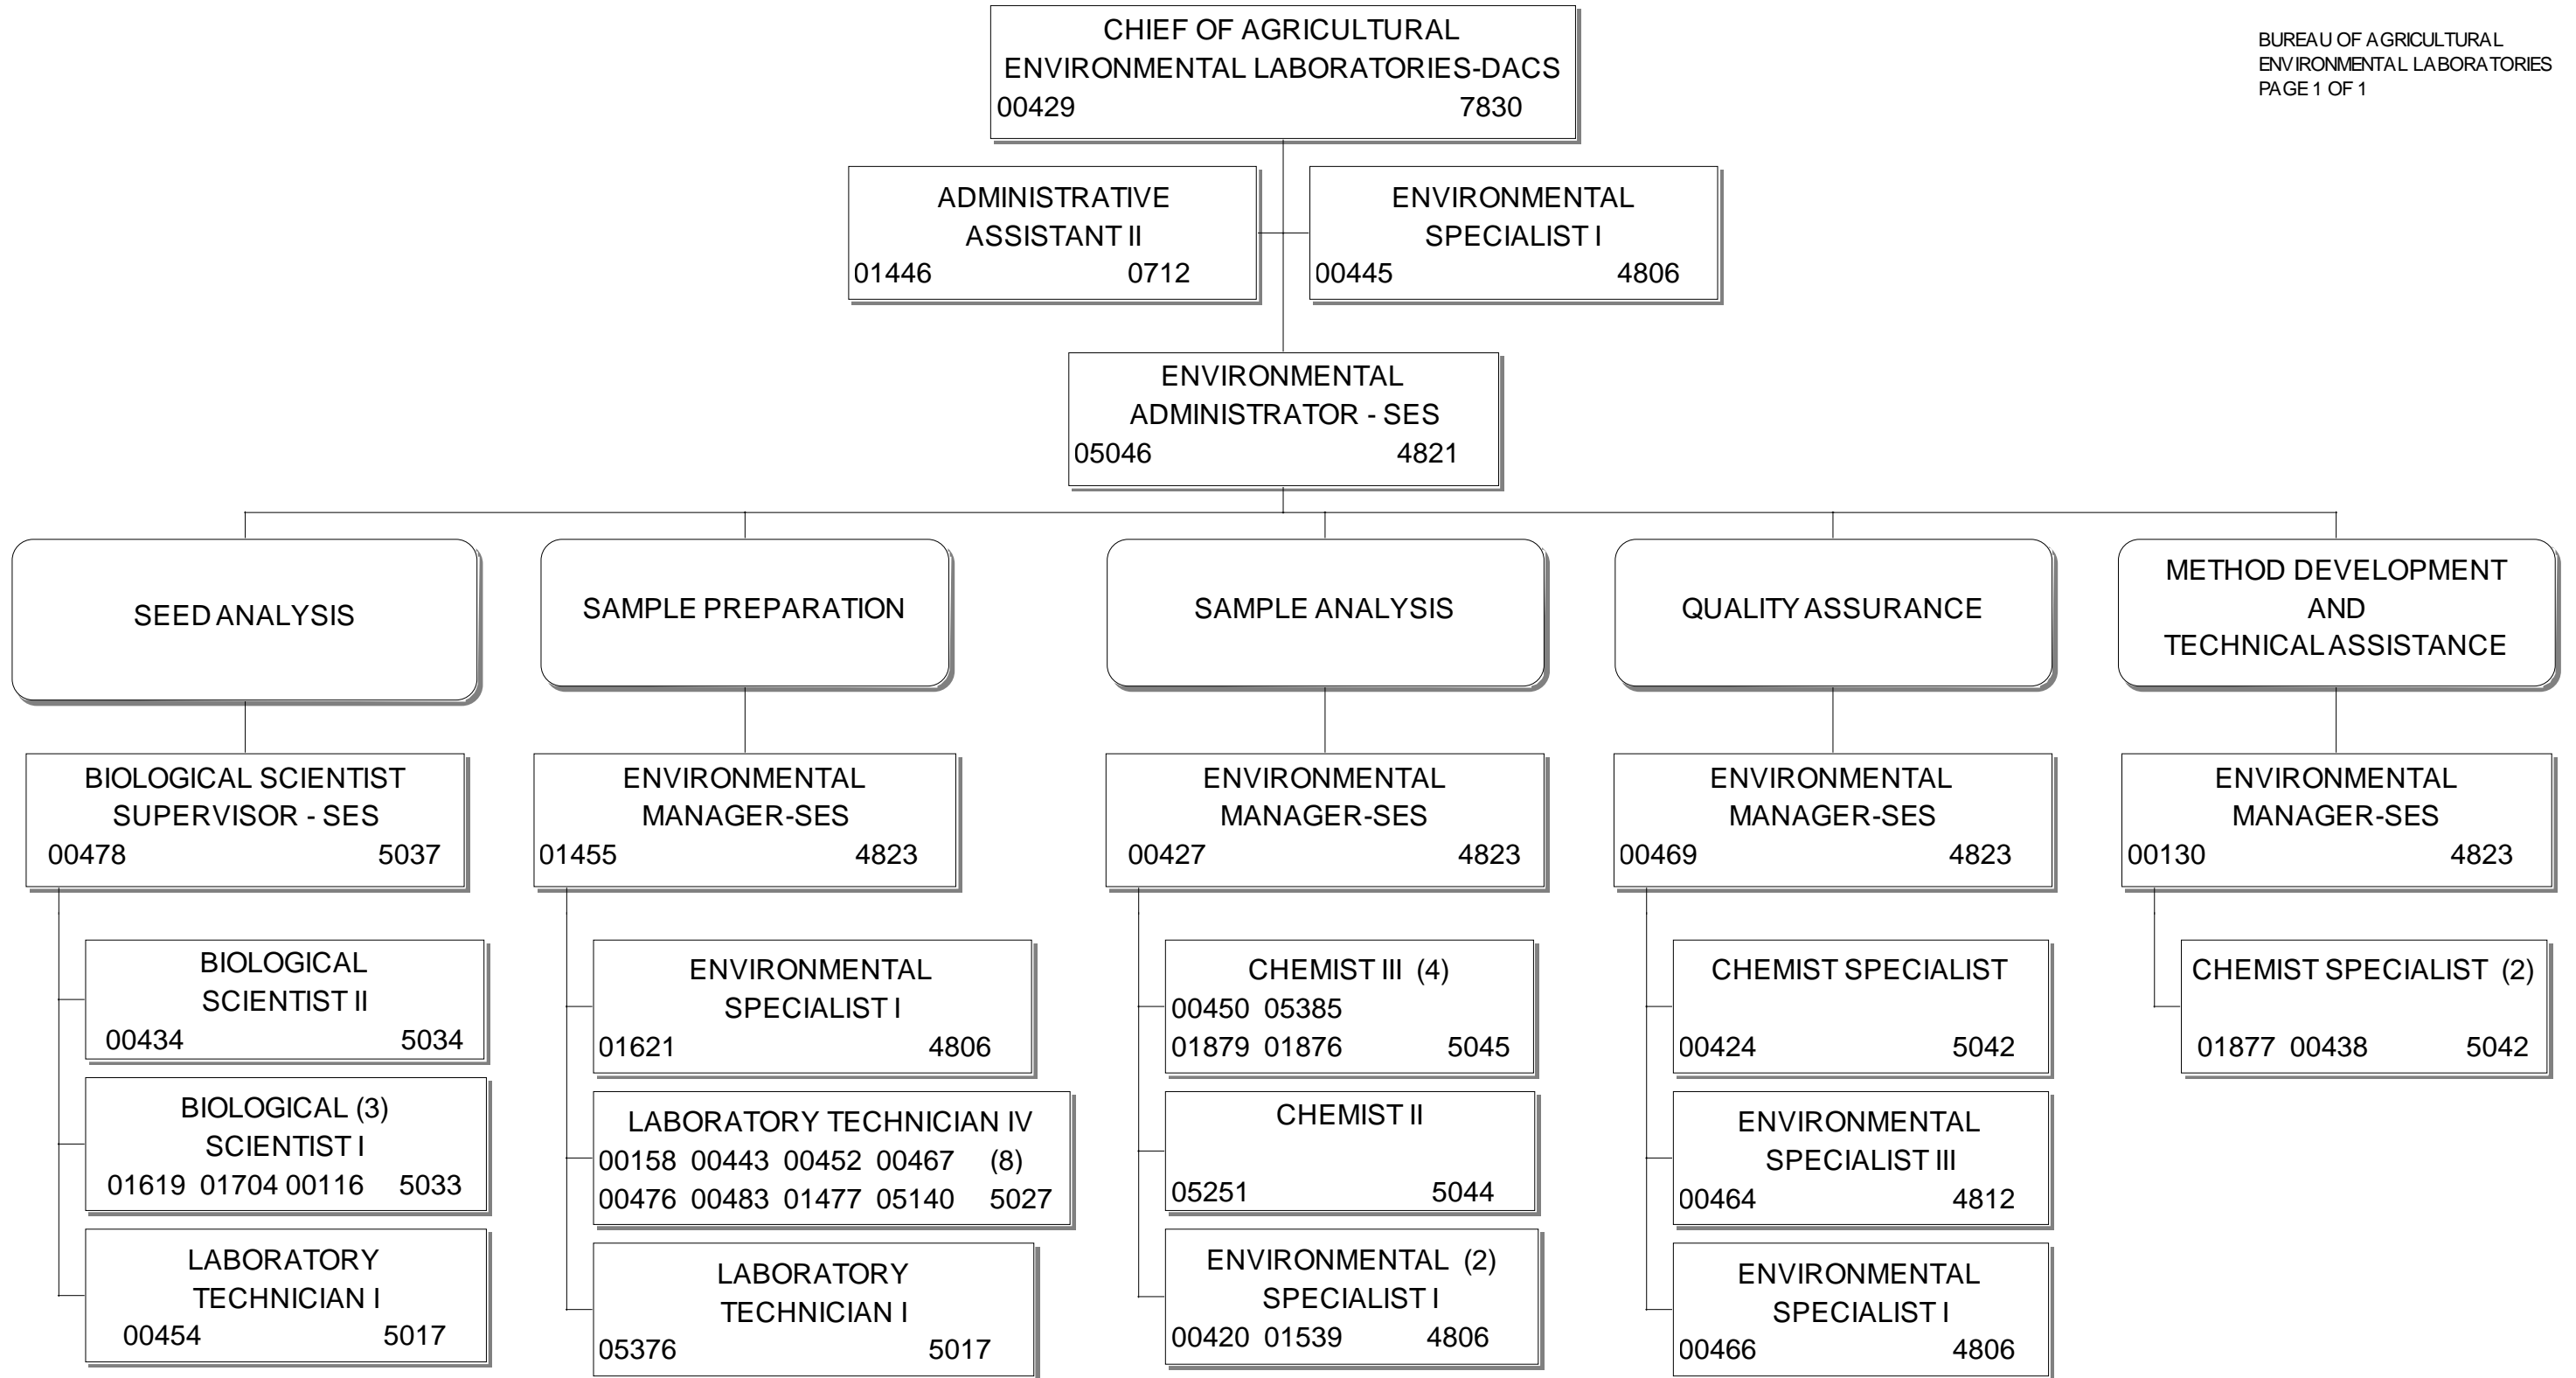 BUREAU OF AGRICULTURAL
ENVIRONMENTAL LABORATORIES
PAGE 1 OF 1
CHIEF OF AGRICULTURAL
ENVIRONMENTAL LABORATORIES-DACS
00429 7830
ADMINISTRATIVE
ASSISTANT II
01446 0712
ENVIRONMENTAL
SPECIALIST I
00445 4806
ENVIRONMENTAL
ADMINISTRATOR - SES
05046 4821
SEED ANALYSIS
BIOLOGICAL SCIENTIST
SUPERVISOR - SES
00478 5037
BIOLOGICAL
SCIENTIST II
00434 5034
BIOLOGICAL (3)
SCIENTIST I
01619 01704 00116 5033
LABORATORY
TECHNICIAN I
00454 5017
SAMPLE PREPARATION
ENVIRONMENTAL
MANAGER-SES
01455 4823
ENVIRONMENTAL
SPECIALIST I
01621 4806
LABORATORY TECHNICIAN IV
00158 00443 00452 00467 (8)
00476 00483 01477 05140 5027
LABORATORY
TECHNICIAN I
05376 5017
SAMPLE ANALYSIS
ENVIRONMENTAL
MANAGER-SES
00427 4823
CHEMIST III (4)
00450 05385
01879 01876 5045
CHEMIST II
05251 5044
ENVIRONMENTAL (2)
SPECIALIST I
00420 01539 4806
QUALITY ASSURANCE
ENVIRONMENTAL
MANAGER-SES
00469 4823
CHEMIST SPECIALIST
00424 5042
ENVIRONMENTAL
SPECIALIST III
00464 4812
ENVIRONMENTAL
SPECIALIST I
00466 4806
METHOD DEVELOPMENT
AND
TECHNICAL ASSISTANCE
ENVIRONMENTAL
MANAGER-SES
00130 4823
CHEMIST SPECIALIST (2)
01877 00438 5042